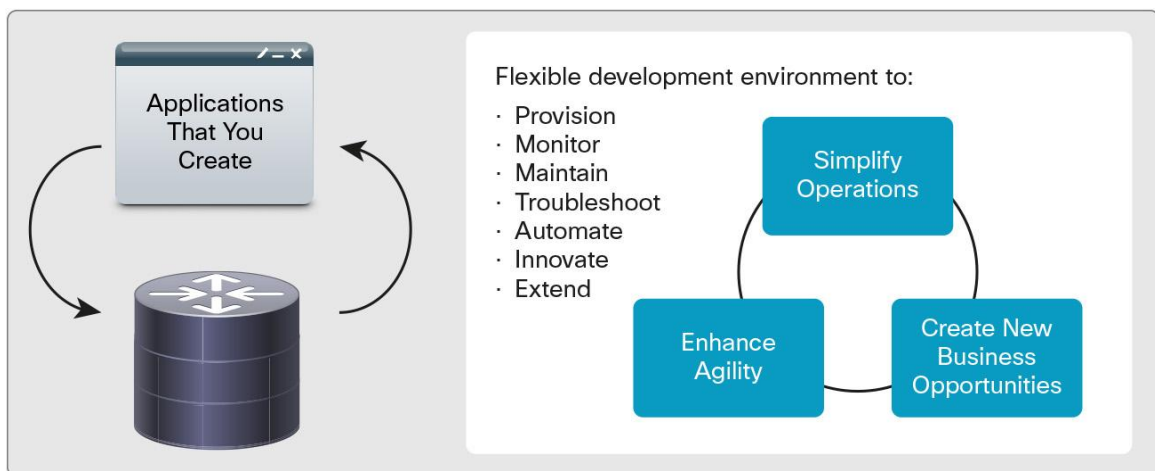 Applications
That You
Create
Flexible development environment to:
· Provision
· Monitor
· Maintain
· Troubleshoot
· Automate
· Innovate
· Extend
Simplify
Operations
Enhance
Agility
Create New
Business
Opportunities